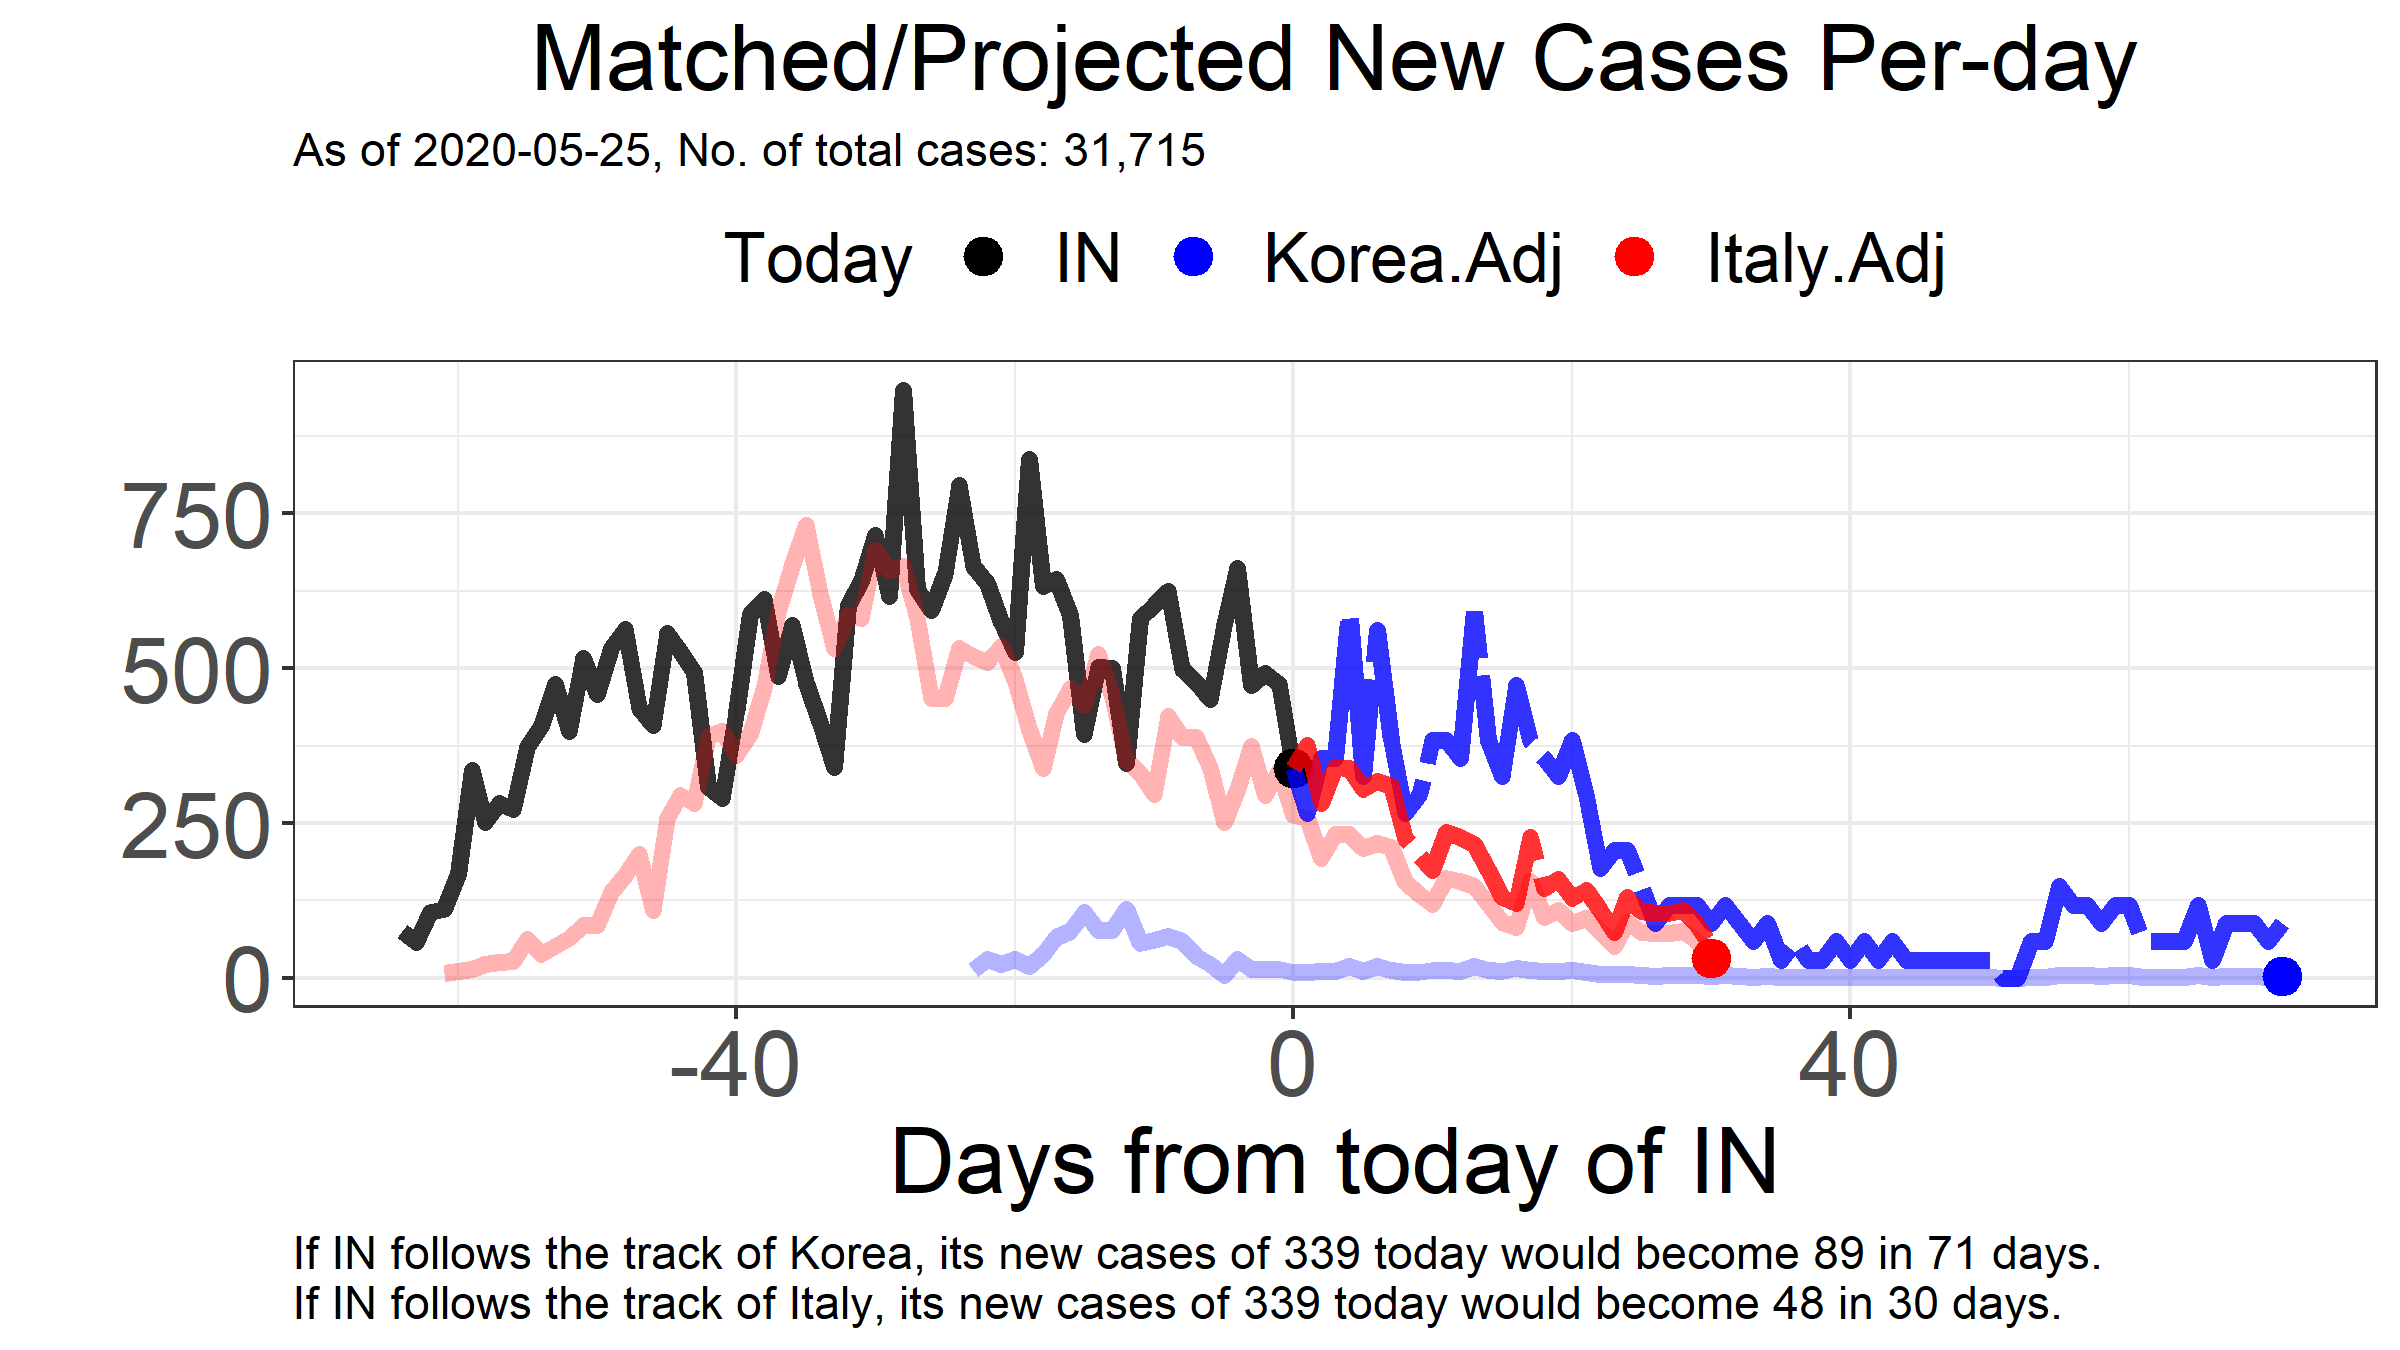 Matched/Projected New Cases Per-day
As of 2020-05-25, No. of total cases: 31,715
Today IN Korea.Adj Italy.Adj
750
500
250
0
-40 0 40
Days from today of IN
If IN follows the track of Korea, its new cases of 339 today would become 89 in 71 days.
If IN follows the track of Italy, its new cases of 339 today would become 48 in 30 days.